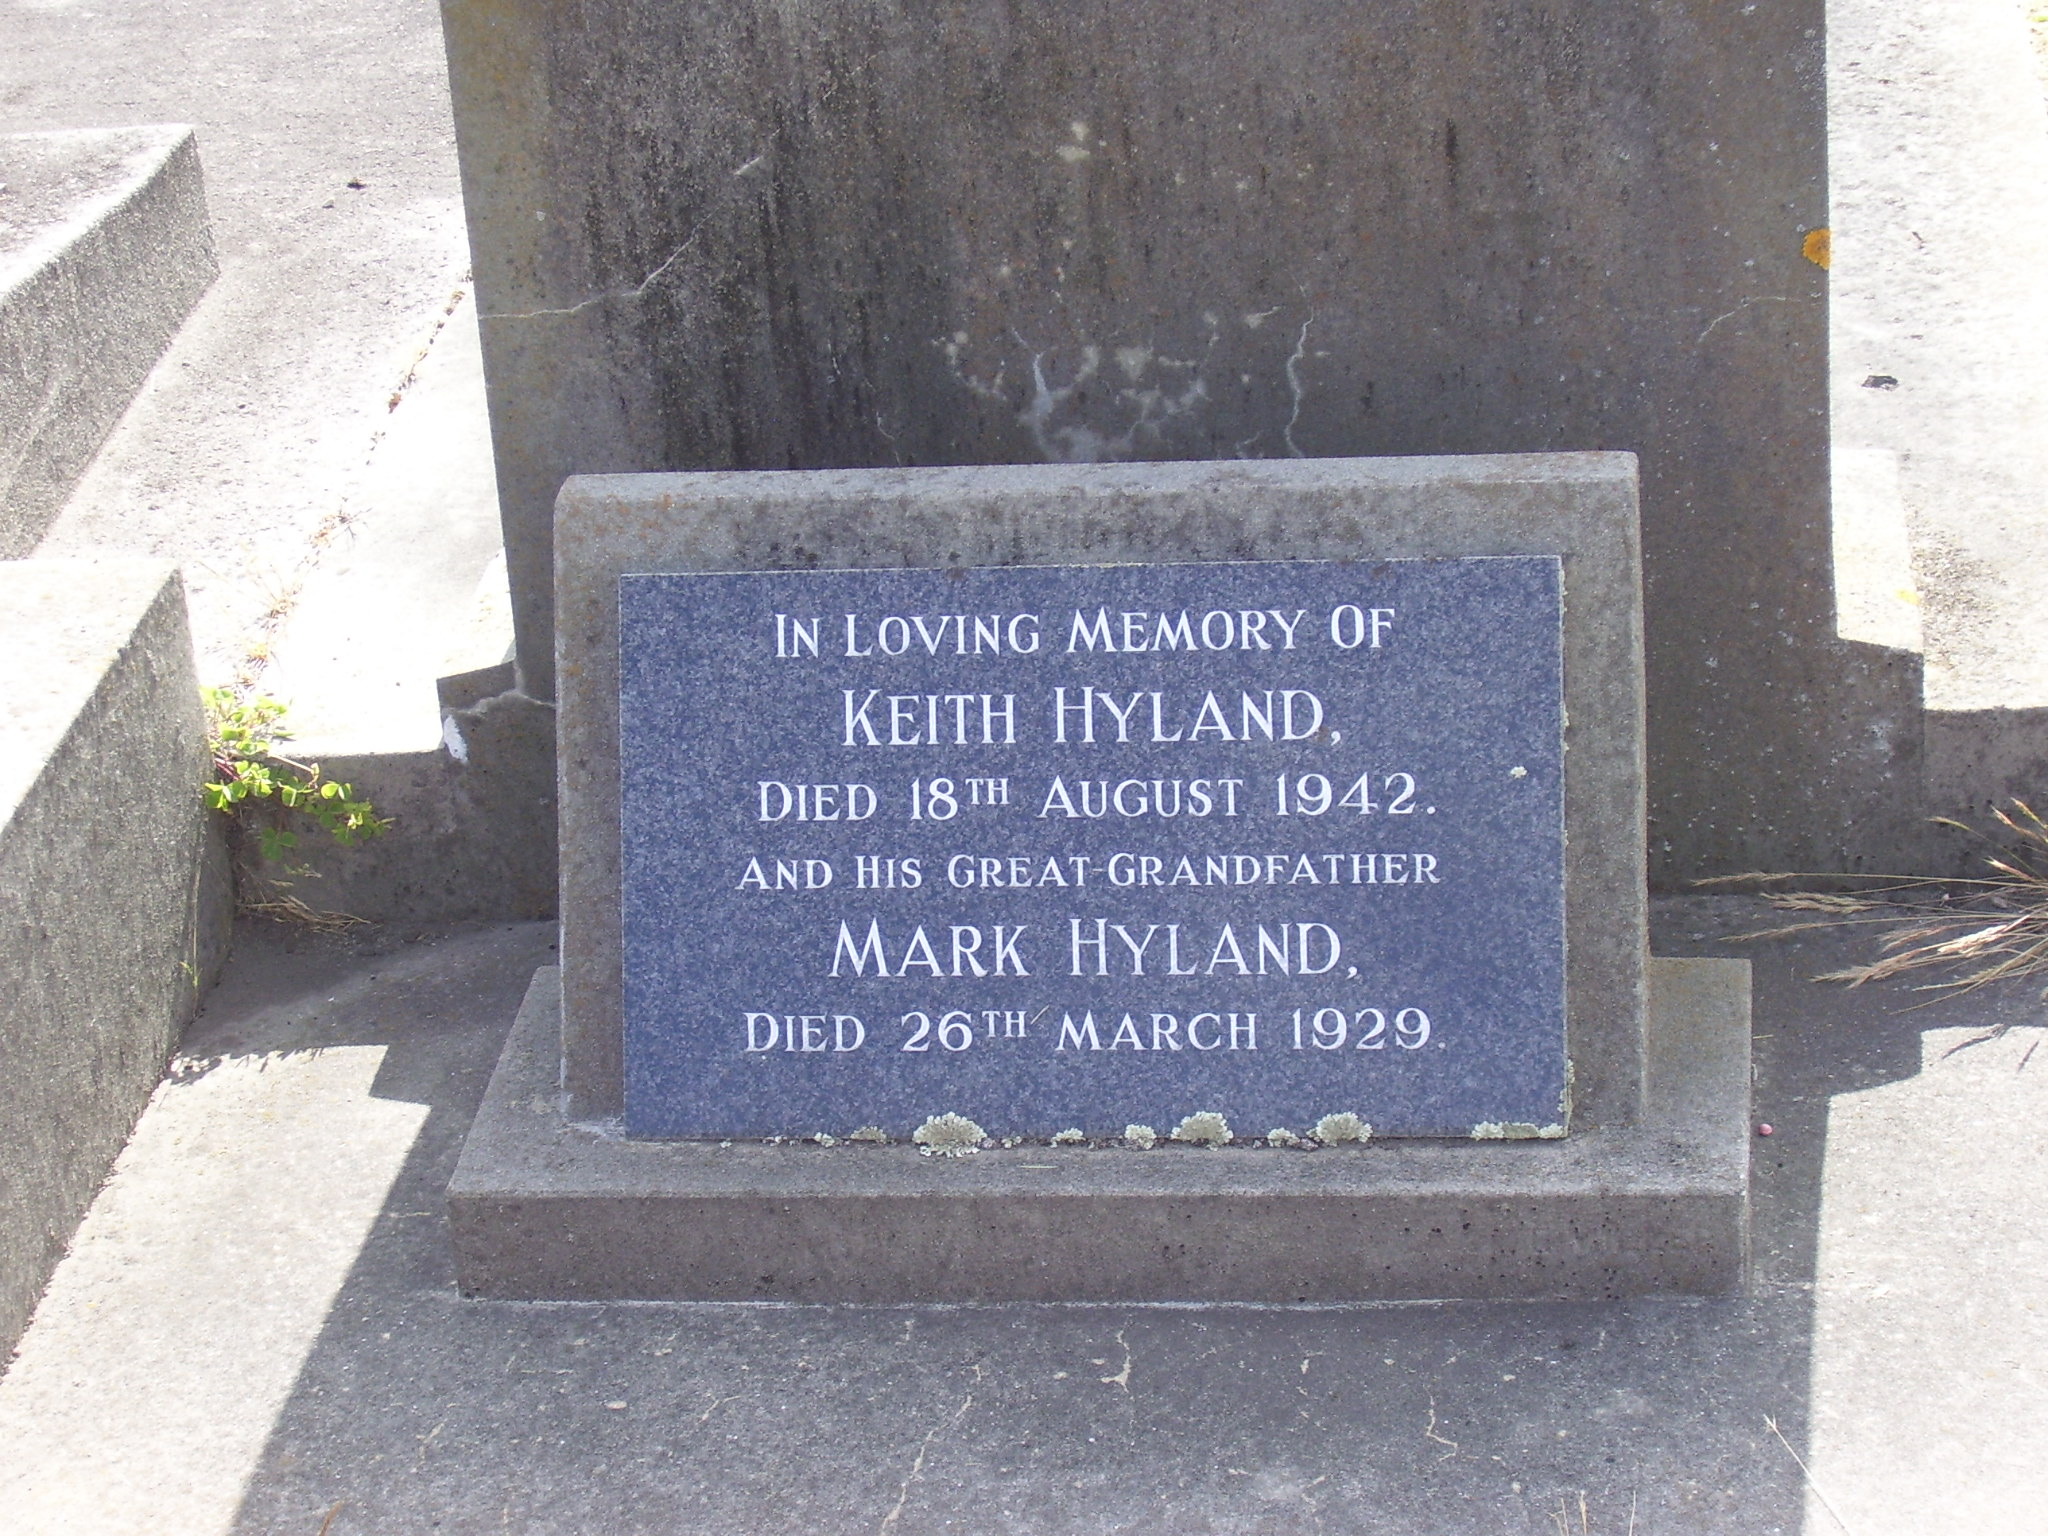 IN LOVING MEMORY OF
KEITH HYLAND,
DIED 18TH AUGUST 1942.
AND HIS GREAT-GRANDFATHER
MARK HYLAND,
DIED 26TH MARCH 1929.